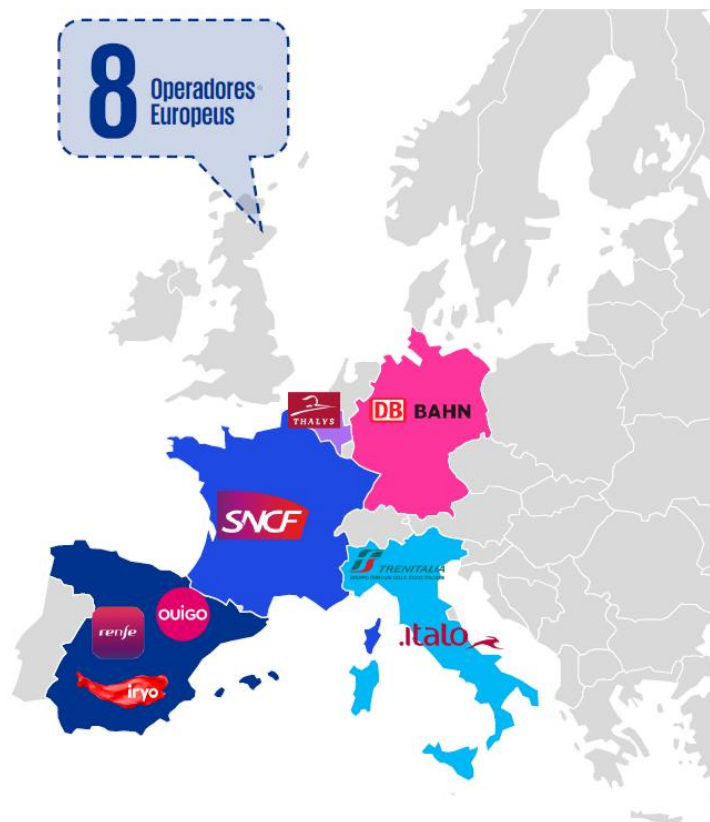 8 Operadores
Europeus
THALYS
DB BAHN
SNCF
TRENITALIA
ouigo
.italo
renfe
iryo